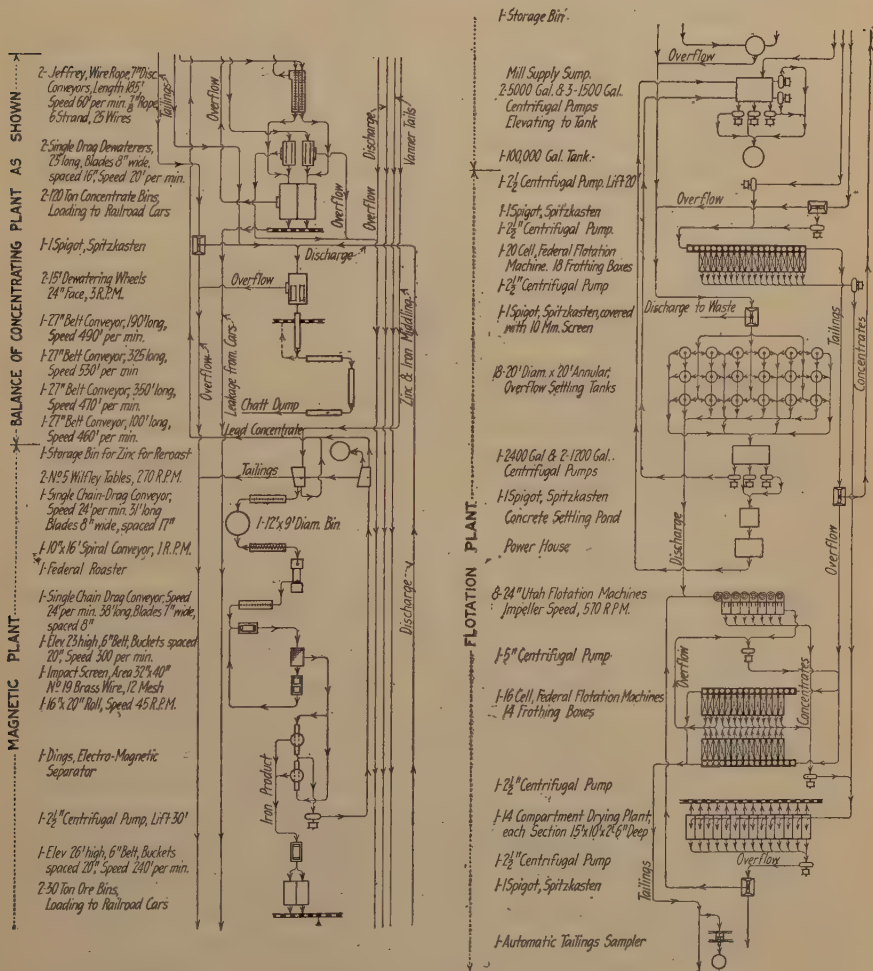 BALANCE OF CONCENTRATING PLANT AS SHOWN
2- Jeffrey, Wire Rope, 7" Disc
Conveyors, Length 185'
Speed 60' per min. 7/8" Rope,
6 Strand, 25 Wires
2-Single Drag Dewaterers,
25' long, Blades 8" wide,
spaced 16", Speed 20' per min.
2-120 Ton Concentrate Bins,
Loading to Railroad Cars
1-1 Spigot, Spitzkasten
2-15' Dewatering Wheels
24" Face, 3 R.P.M.
1-27" Belt Conveyor, 190' long,
Speed 490' per min.
1-27" Belt Conveyor, 325' long,
Speed 530' per min
1-27" Belt Conveyor, 350' long,
Speed 470' per min.
1-27" Belt Conveyor, 100' long,
Speed 460' per min.
MAGNETIC PLANT.
1-Storage Bin for Zinc for Reroast
2-No 5 Wilfley Tables, 270 R.P.M.
1-Single Chain-Drag Conveyor,
Speed 24' per min. 31' long
Blades 8" wide, spaced 17"
1-10" x 16' Spiral Conveyor, 1 R.P.M.
1-Federal Roaster
1-Single Chain Drag Conveyor, Speed
24' per min. 38' long, Blades 7" wide,
spaced 8"
1-Elev. 23' high, 6" Belt, Buckets spaced
20", Speed 300' per min.
1-Impact Screen, Area 32" x 40"
No 19 Brass Wire, 12 Mesh
1-16" x 20" Roll, Speed 45 R.P.M.
1-Dings, Electro-Magnetic
Separator
1-2½" Centrifugal Pump, Lift 30'
1-Elev 26' high, 6" Belt, Buckets
spaced 20", Speed 240' per min.
2-30 Ton Ore Bins,
Loading to Railroad Cars
Tailings
Overflow
Discharge
Vanner Tails
Overflow
Overflow
Discharge
Overflow
Overflow
Leakage from Cars
Chatt Dump
Zinc & Iron Middling
Lead Concentrate
Tailings
1-12' x 9' Diam. Bin
Discharge
Iron Product
1-Storage Bin
Overflow
Mill Supply Sump.
2-5000 Gal. & 3-1500 Gal.
Centrifugal Pumps
Elevating to Tank
1-100,000 Gal. Tank.
FLOTATION PLANT.
1-2½ Centrifugal Pump. Lift 20'
Overflow
1-1 Spigot, Spitzkasten
1-2½" Centrifugal Pump.
1-20 Cell, Federal Flotation
Machine. 18 Frothing Boxes
1-2½" Centrifugal Pump
Discharge to Waste
1-1 Spigot, Spitzkasten, covered
with 10 Mm. Screen
Tailings
Concentrates
18-20' Diam. x 20' Annular,
Overflow Settling Tanks
1-2400 Gal & 2-1200 Gal.
Centrifugal Pumps
1-1 Spigot, Spitzkasten
Concrete Settling Pond
Power House
Discharge
Overflow
8-24" Utah Flotation Machines
Impeller Speed, 570 R.P.M.
1-5" Centrifugal Pump
Overflow
Concentrates
1-16 Cell, Federal Flotation Machines
14 Frothing Boxes
1-2½" Centrifugal Pump
1-14 Compartment Drying Plant,
each Section 15' x 10' x 2'-6" Deep
1-2½" Centrifugal Pump
Overflow
1-1 Spigot, Spitzkasten
Tailings
1-Automatic Tailings Sampler